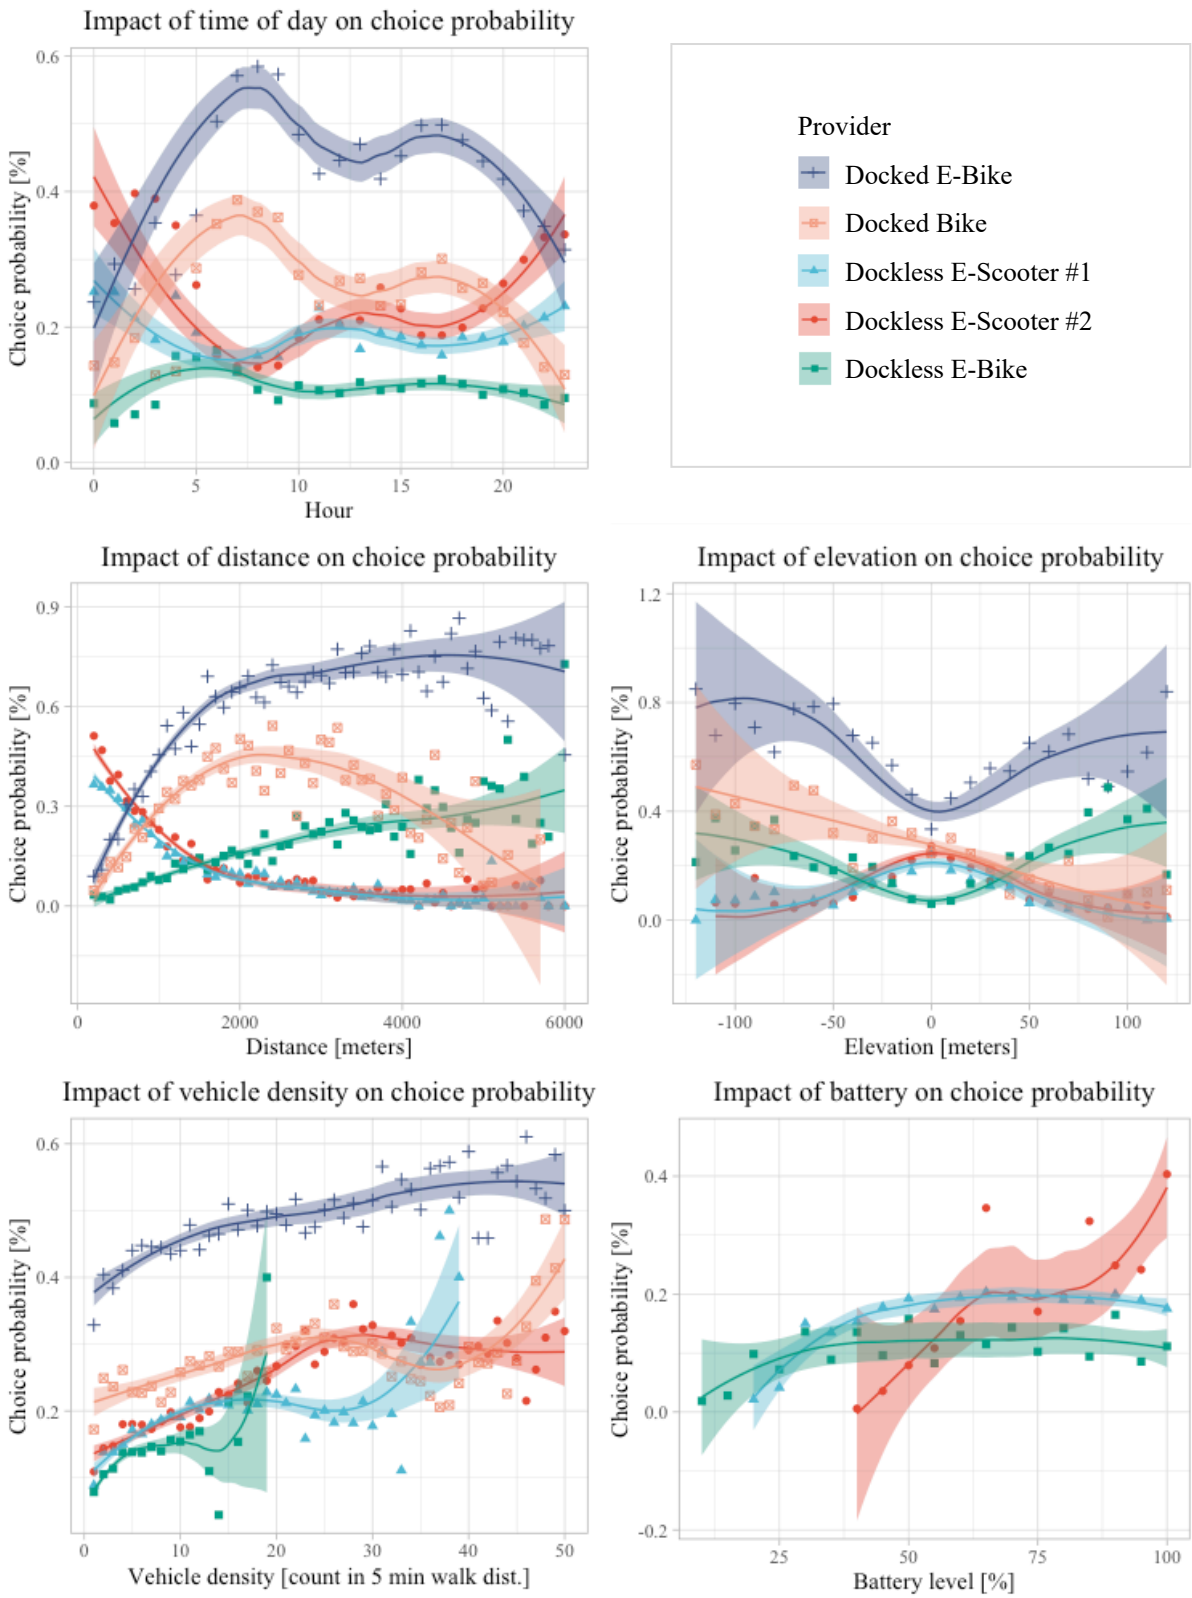 Impact of time of day on choice probability
Choice probability [%]
0.6
0.4
0.2
0.0
0 5 10 15 20
Hour
Provider
Docked E-Bike
Docked Bike
Dockless E-Scooter #1
Dockless E-Scooter #2
Dockless E-Bike
Impact of distance on choice probability
Choice probability [%]
0.9
0.6
0.3
0.0
0 2000 4000 6000
Distance [meters]
Impact of elevation on choice probability
Choice probability [%]
1.2
0.8
0.4
0.0
-100 -50 0 50 100
Elevation [meters]
Impact of vehicle density on choice probability
Choice probability [%]
0.6
0.4
0.2
0 10 20 30 40 50
Vehicle density [count in 5 min walk dist.]
Impact of battery on choice probability
Choice probability [%]
0.4
0.2
0.0
-0.2
25 50 75 100
Battery level [%]